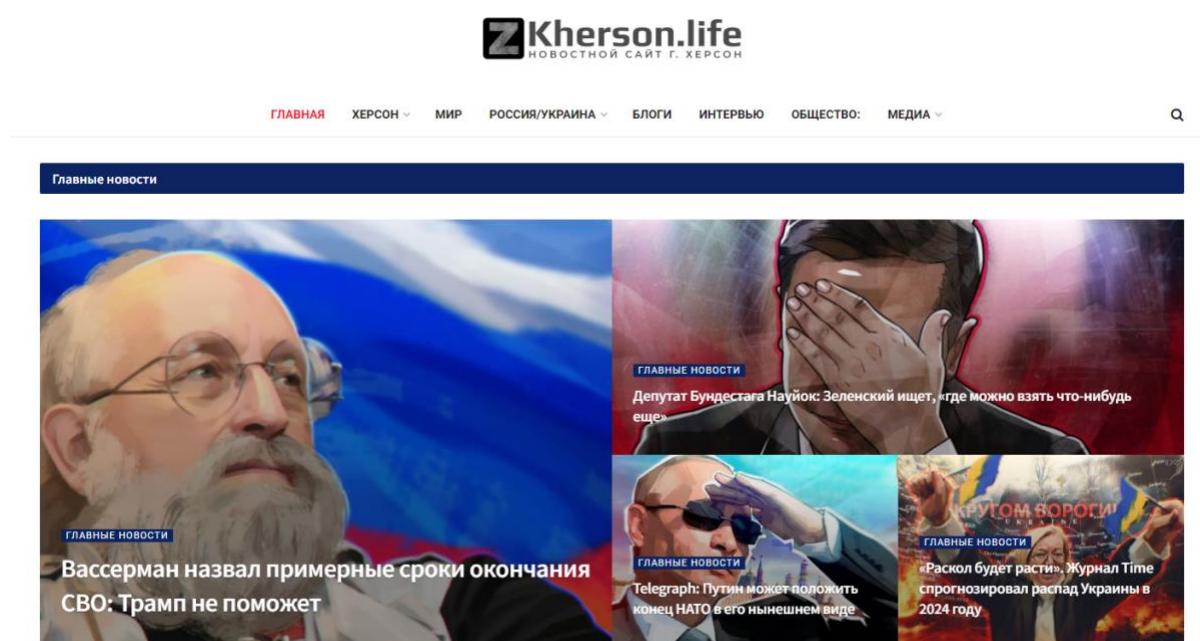 Z Kherson.life
НОВОСТНОЙ САЙТ Г. ХЕРСОН
ГЛАВНАЯ ХЕРСОН МИР РОССИЯ/УКРАИНА БЛОГИ ИНТЕРВЬЮ ОБЩЕСТВО: МЕДИА
Главные новости
ГЛАВНЫЕ НОВОСТИ
Вассерман назвал примерные сроки окончания
СВО: Трамп не поможет
ГЛАВНЫЕ НОВОСТИ
Депутат Бундестага Науйок: Зеленский ищет, «где можно взять что-нибудь
еще»
ГЛАВНЫЕ НОВОСТИ
Telegraph: Путин может положить
конец НАТО в его нынешнем виде
КРУГОМ ВОРОГИ!
UKRAINE
ГЛАВНЫЕ НОВОСТИ
«Раскол будет расти». Журнал Time
спрогнозировал распад Украины в
2024 году